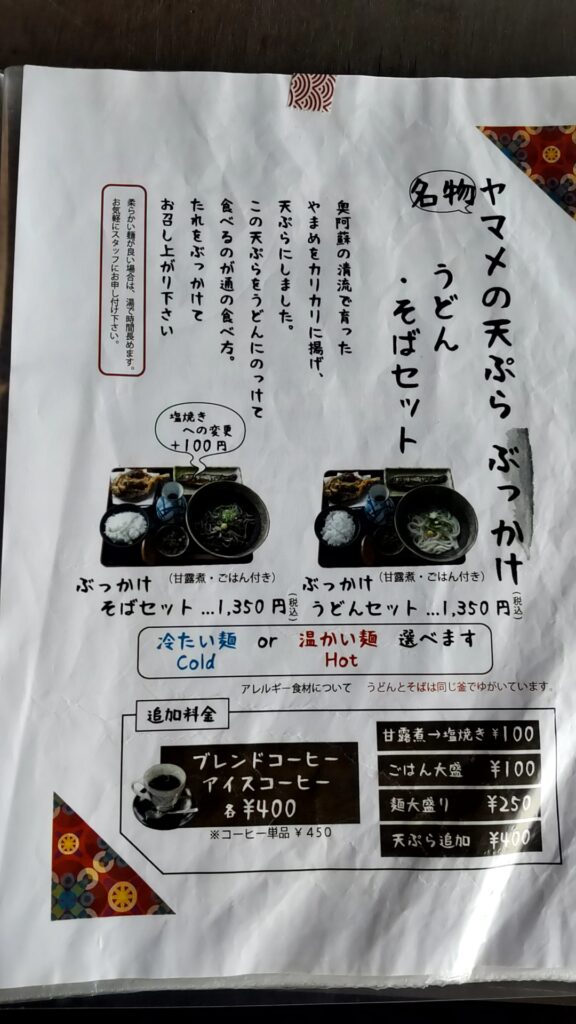 名物
ヤマメの天ぷら ぶっかけ
うどん
・そばセット
奥阿蘇の清流で育った
やまめをカリカリに揚げ、
天ぷらにしました。
この天ぷらをうどんにのっけて
食べるのが通の食べ方。
たれをぶっかけて
お召し上がり下さい
柔らかい麺が良い場合は、湯で時間長めます。
お気軽にスタッフにお申し付け下さい。
塩焼き
への変更
+100円
ぶっかけ (甘露煮・ごはん付き)
そばセット …1,350円(税込)
ぶっかけ (甘露煮・ごはん付き)
うどんセット …1,350円(税込)
冷たい麺 or 温かい麺 選べます
Cold Hot
アレルギー食材について うどんとそばは同じ釜でゆがいています。
追加料金
ブレンドコーヒー
アイスコーヒー
各¥400
※コーヒー単品¥450
甘露煮→塩焼き¥100
ごはん大盛 ¥100
麺大盛り ¥250
天ぷら追加 ¥400